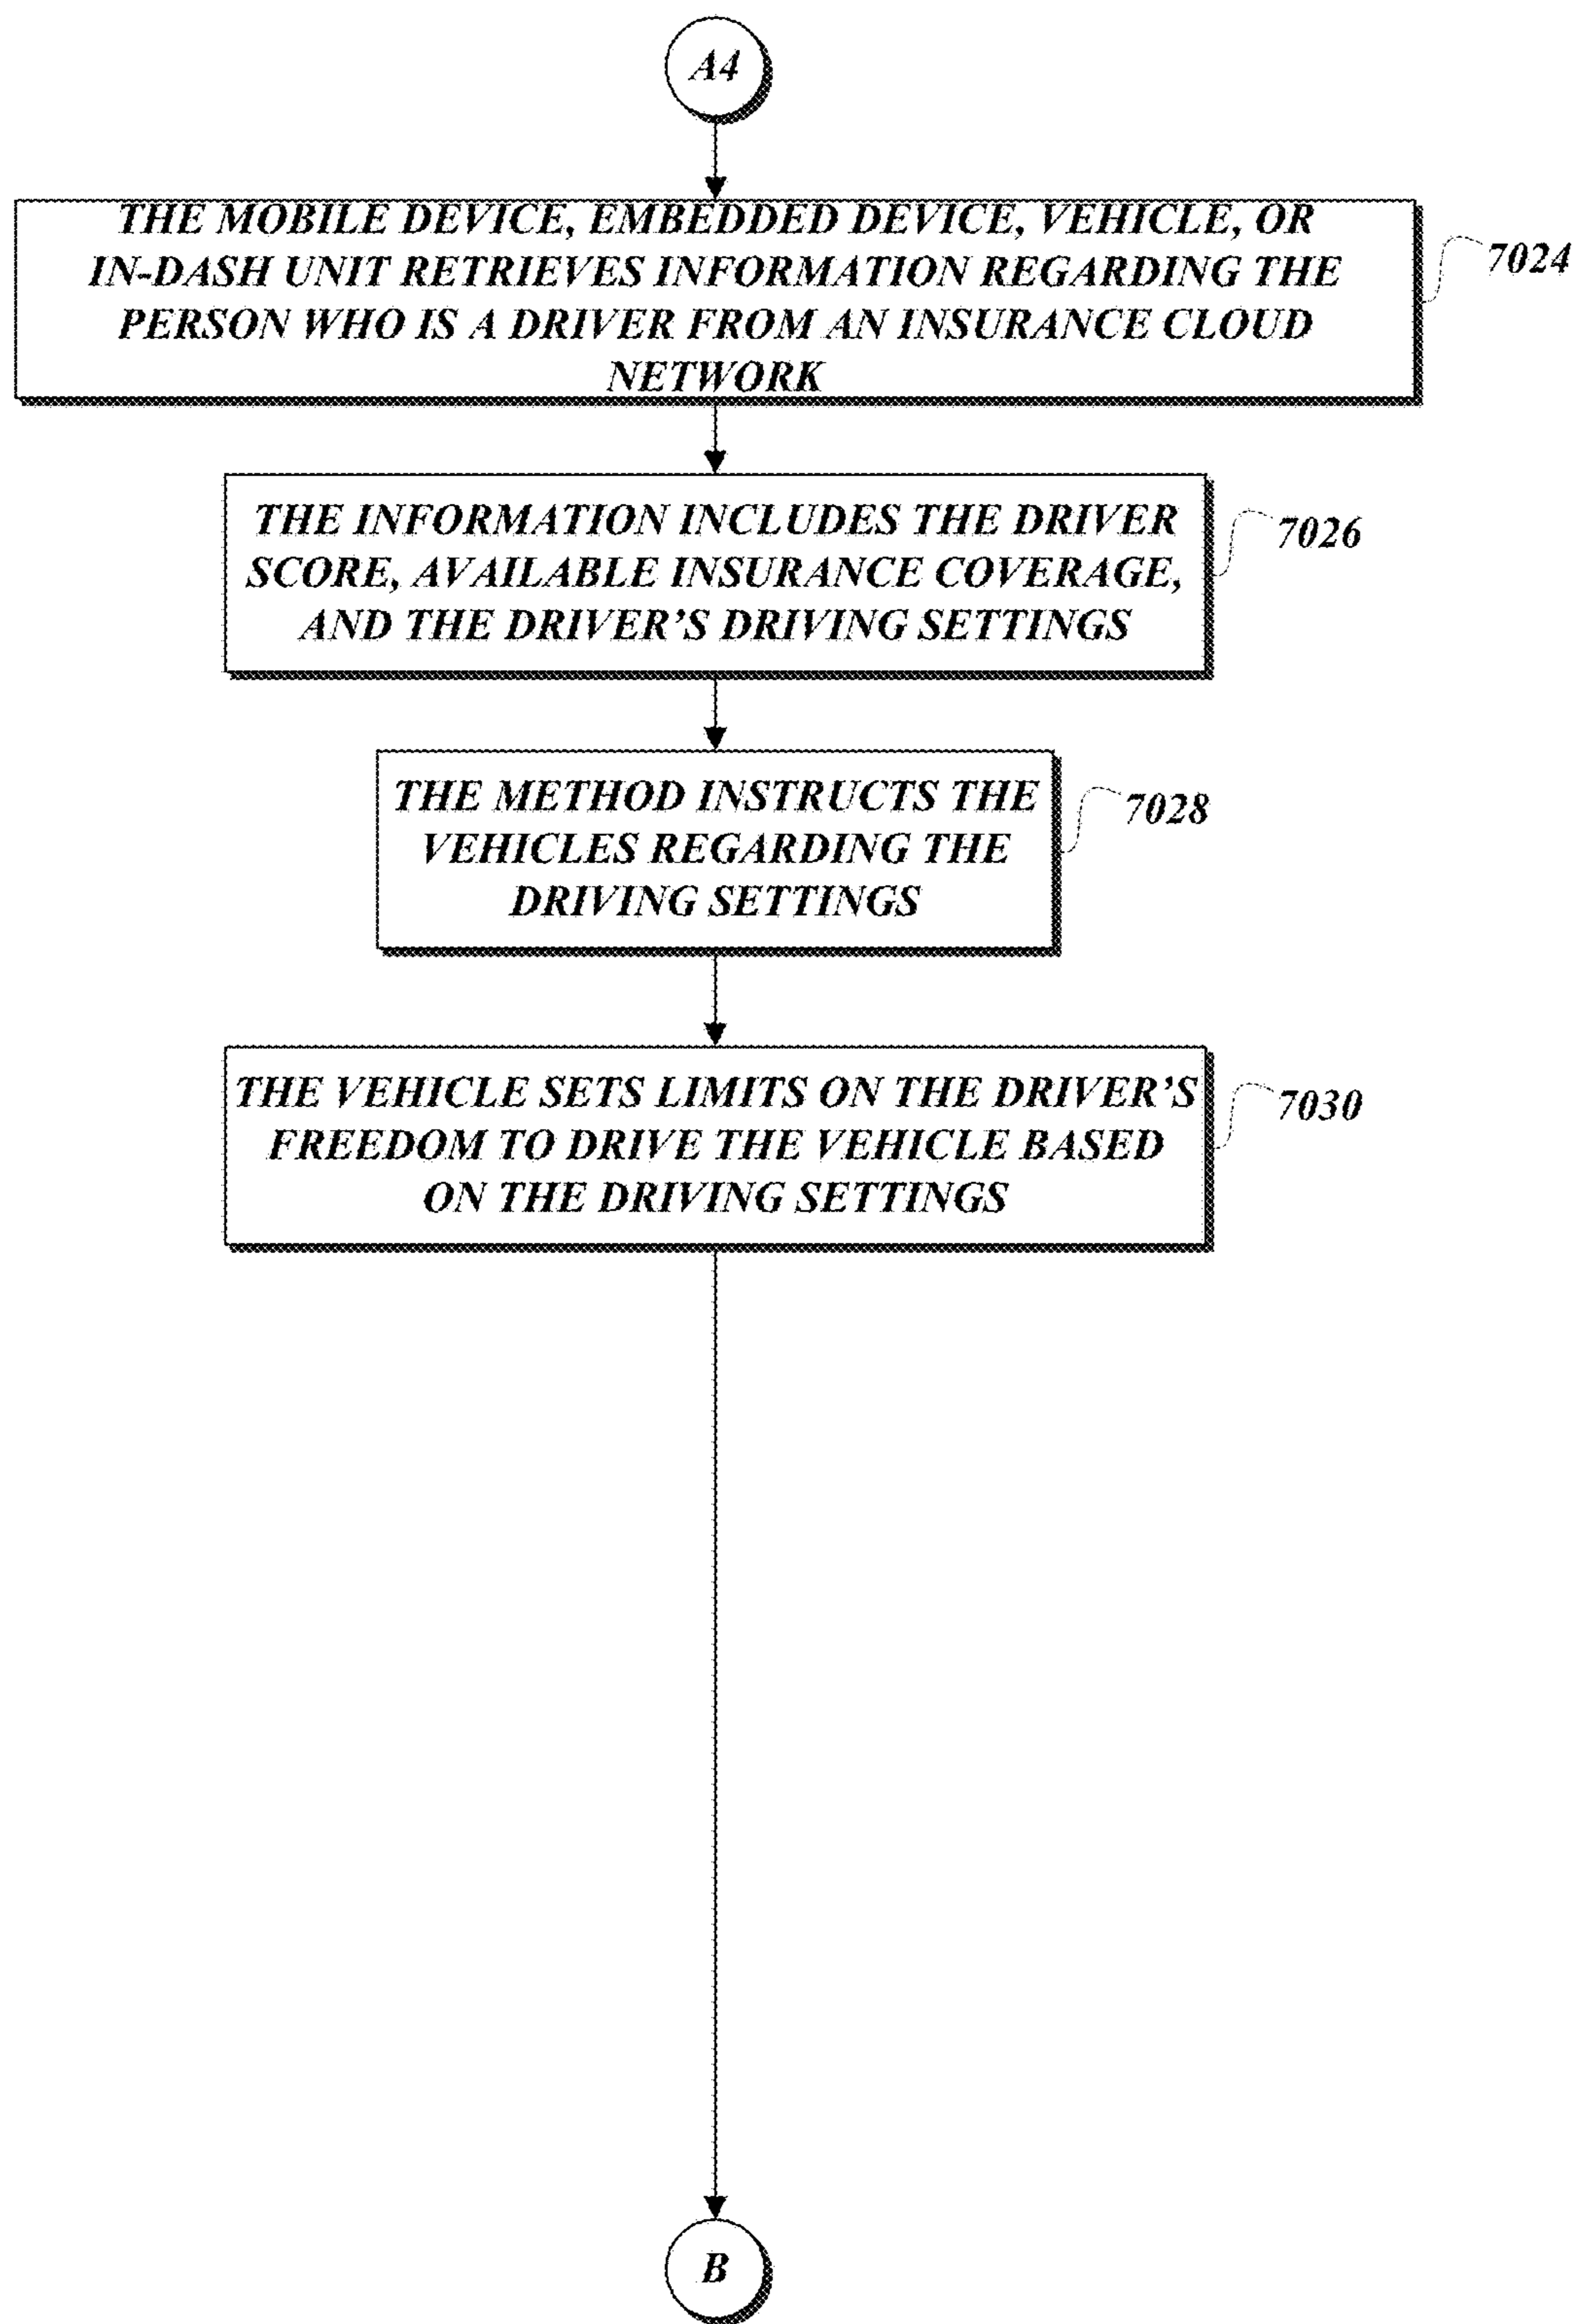 A4
THE MOBILE DEVICE, EMBEDDED DEVICE, VEHICLE, OR
IN-DASH UNIT RETRIEVES INFORMATION REGARDING THE
PERSON WHO IS A DRIVER FROM AN INSURANCE CLOUD
NETWORK
7024
THE INFORMATION INCLUDES THE DRIVER
SCORE, AVAILABLE INSURANCE COVERAGE,
AND THE DRIVER'S DRIVING SETTINGS
7026
THE METHOD INSTRUCTS THE
VEHICLES REGARDING THE
DRIVING SETTINGS
7028
THE VEHICLE SETS LIMITS ON THE DRIVER'S
FREEDOM TO DRIVE THE VEHICLE BASED
ON THE DRIVING SETTINGS
7030
B